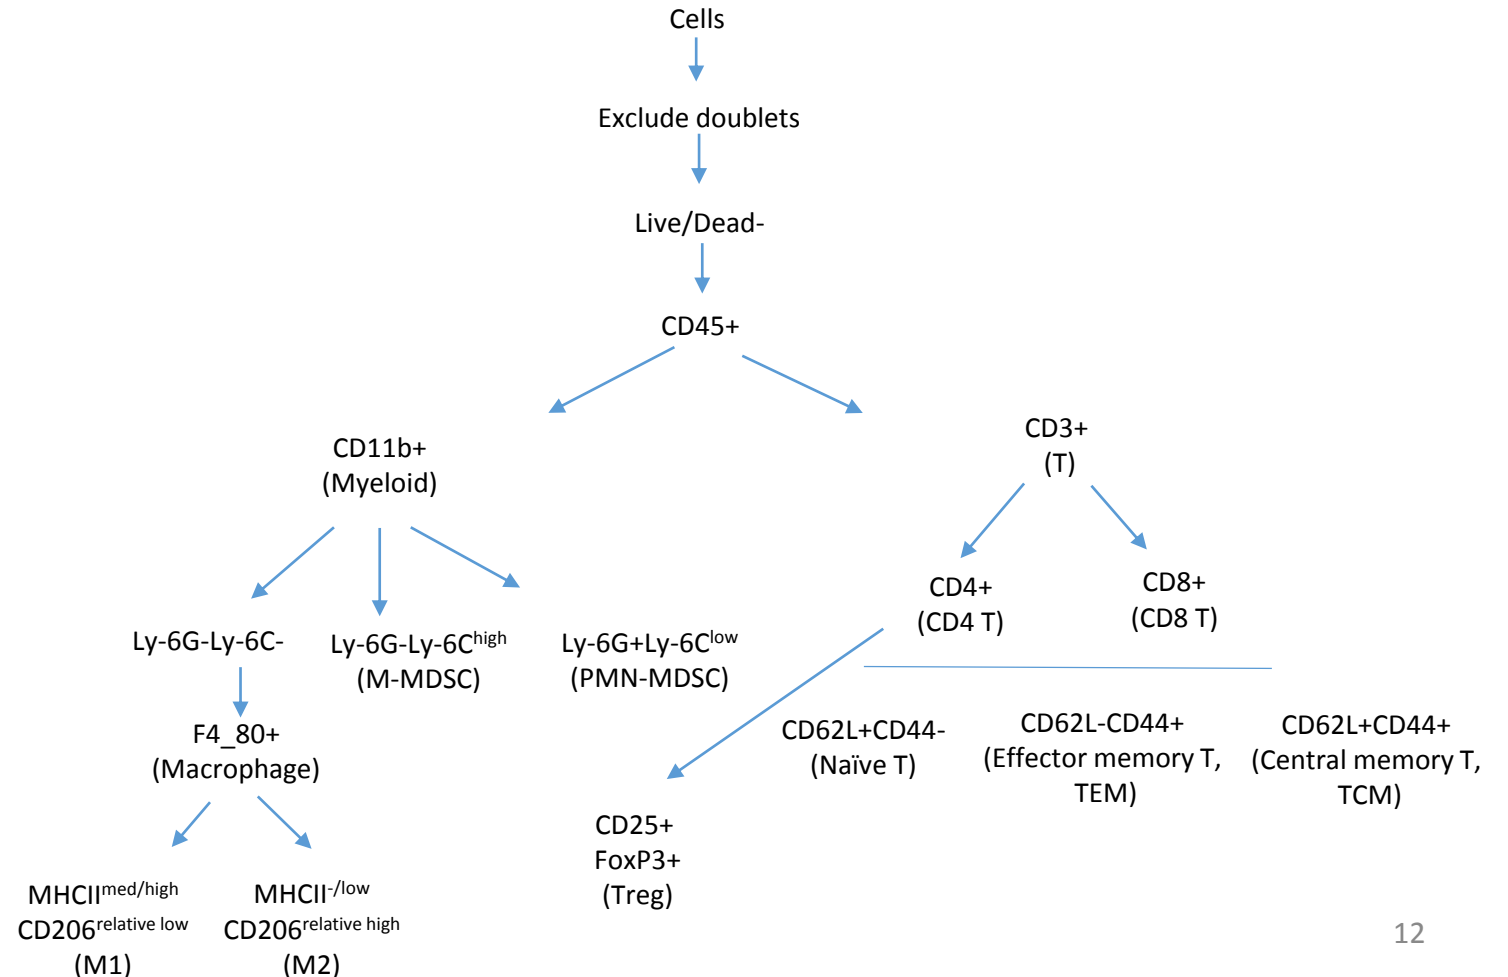 Cells
Exclude doublets
Live/Dead-
CD45+
CD11b+
(Myeloid)
CD3+
(T)
CD4+
(CD4 T)
CD8+
(CD8 T)
Ly-6G-Ly-6C-
Ly-6G-Ly-6Chigh
(M-MDSC)
Ly-6G+Ly-6Clow
(PMN-MDSC)
F4_80+
(Macrophage)
CD62L+CD44-
(Naïve T)
CD62L-CD44+
(Effector memory T,
TEM)
CD62L+CD44+
(Central memory T,
TCM)
CD25+
FoxP3+
(Treg)
MHCIImed/high
CD206relative low
(M1)
MHCII-/low
CD206relative high
(M2)
12